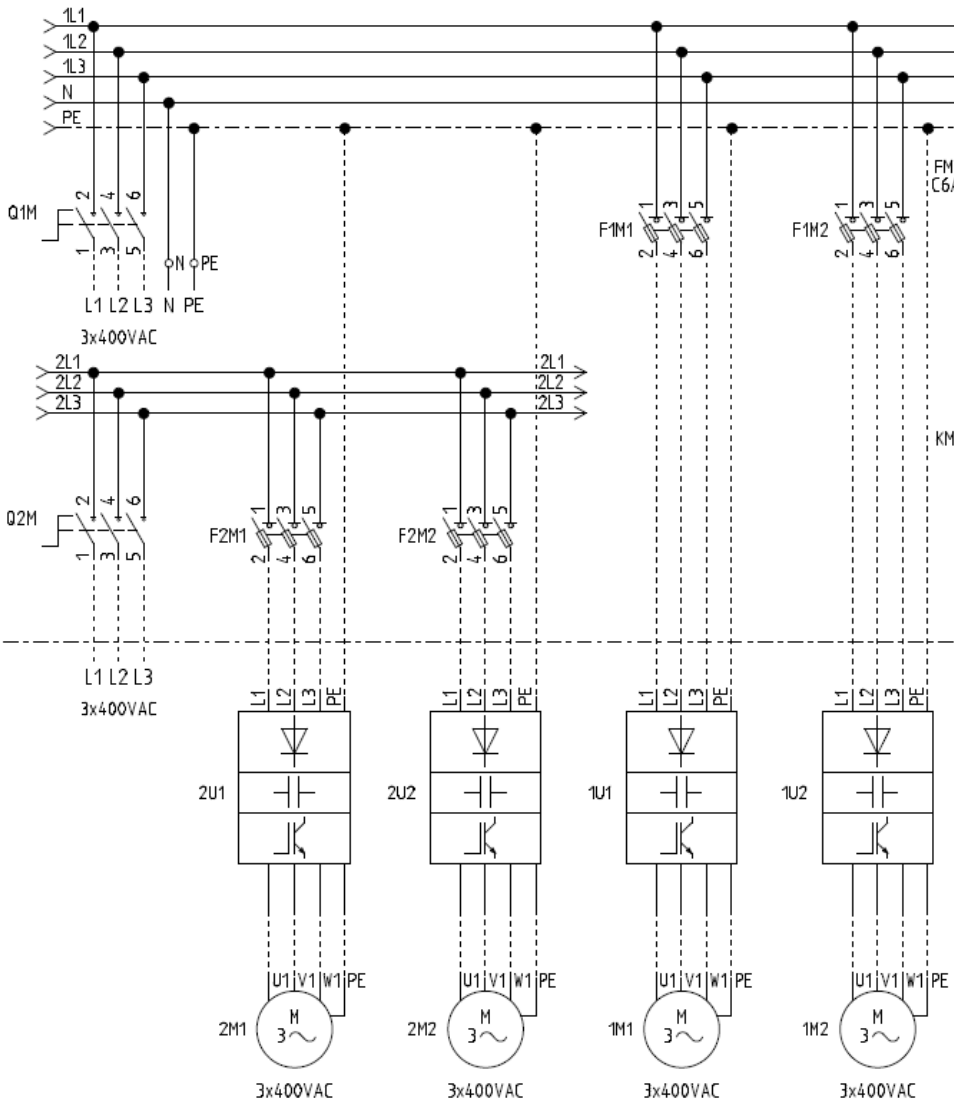 1L1
1L2
1L3
N
PE
FM
C6A
Q1M
2 4 6
1 3 5
N PE
L1 L2 L3 N PE
3x400VAC
F1M1
1 3 5
2 4 6
F1M2
1 3 5
2 4 6
2L1 2L1
2L2 2L2
2L3 2L3
KM
Q2M
2 4 6
1 3 5
F2M1
1 3 5
2 4 6
F2M2
1 3 5
2 4 6
L1 L2 L3
3x400VAC
L1 L2 L3 PE L1 L2 L3 PE L1 L2 L3 PE L1 L2 L3 PE
2U1 2U2 1U1 1U2
U1 V1 W1 PE U1 V1 W1 PE U1 V1 W1 PE U1 V1 W1 PE
2M1 M 2M2 M 1M1 M 1M2 M
3 3 3 3
3x400VAC 3x400VAC 3x400VAC 3x400VAC